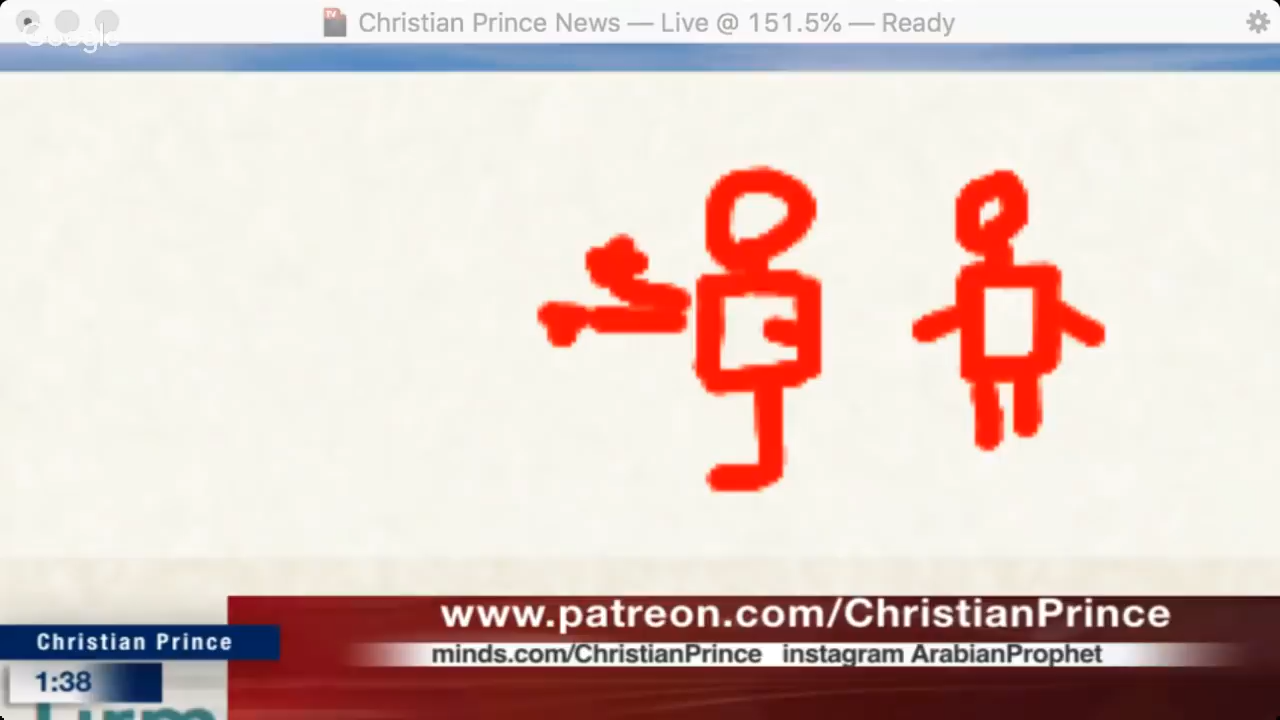 Christian Prince News — Live @ 151.5% — Ready
Google
www.patreon.com/ChristianPrince
Christian Prince
minds.com/ChristianPrince instagram ArabianProphet
1:38